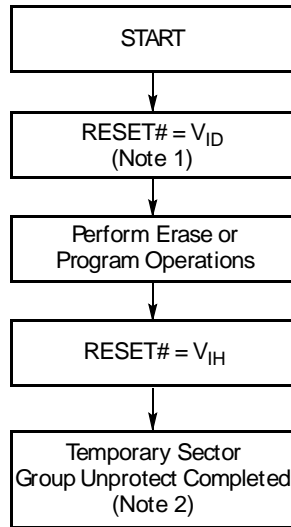 START
RESET# = VID
(Note 1)
Perform Erase or
Program Operations
RESET# = VIH
Temporary Sector
Group Unprotect Completed
(Note 2)